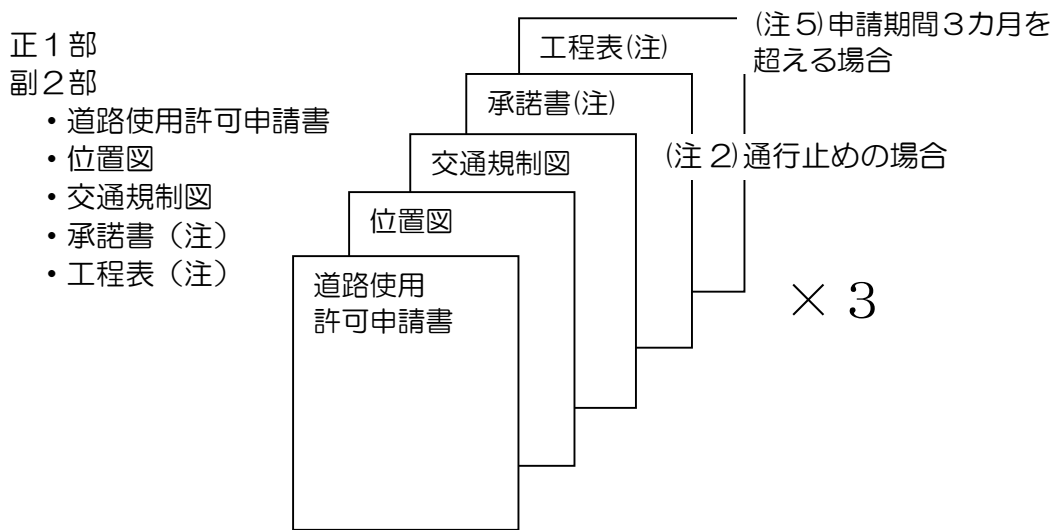 正1部
副2部
・道路使用許可申請書
・位置図
・交通規制図
・承諾書（注）
・工程表（注）
(注5)申請期間3カ月を
超える場合
工程表(注)
承諾書(注)
(注2)通行止めの場合
交通規制図
位置図
道路使用
許可申請書
×3